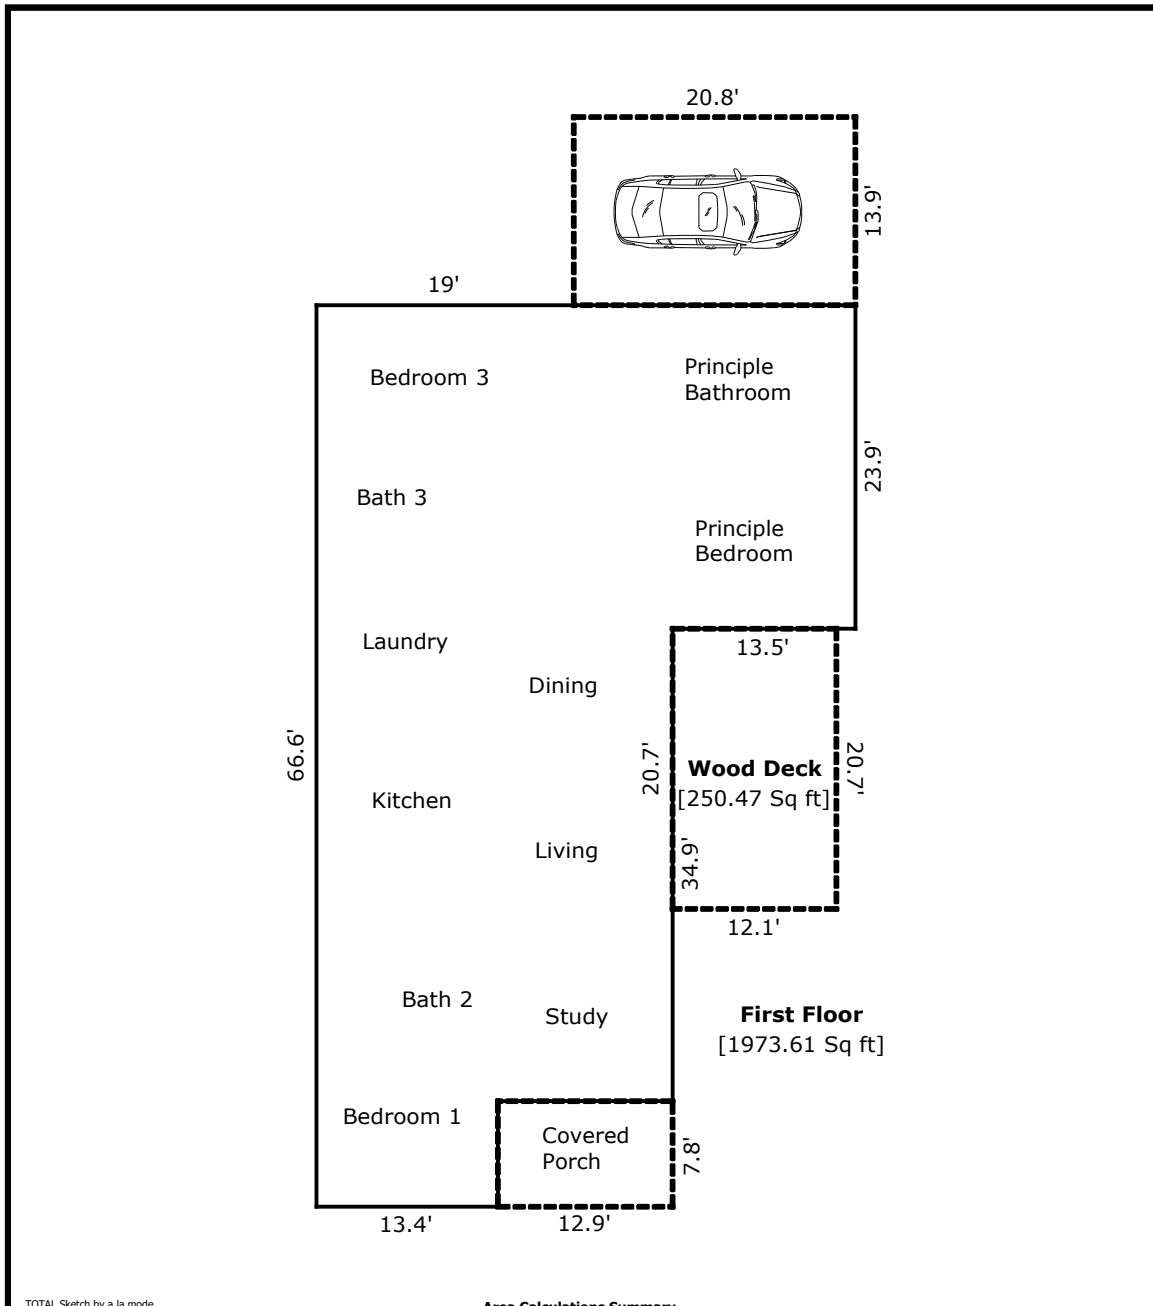 20.8'
13.9'
19'
Bedroom 3
Principle
Bathroom
23.9'
Bath 3
Principle
Bedroom
Laundry
13.5'
Dining
66.6'
20.7'
Wood Deck
[250.47 Sq ft]
20.7'
Kitchen
Living
34.9'
12.1'
Bath 2
Study
First Floor
[1973.61 Sq ft]
Bedroom 1
Covered
Porch
7.8'
13.4'
12.9'
TOTAL Sketch by a la mode
Area Calculations Summary